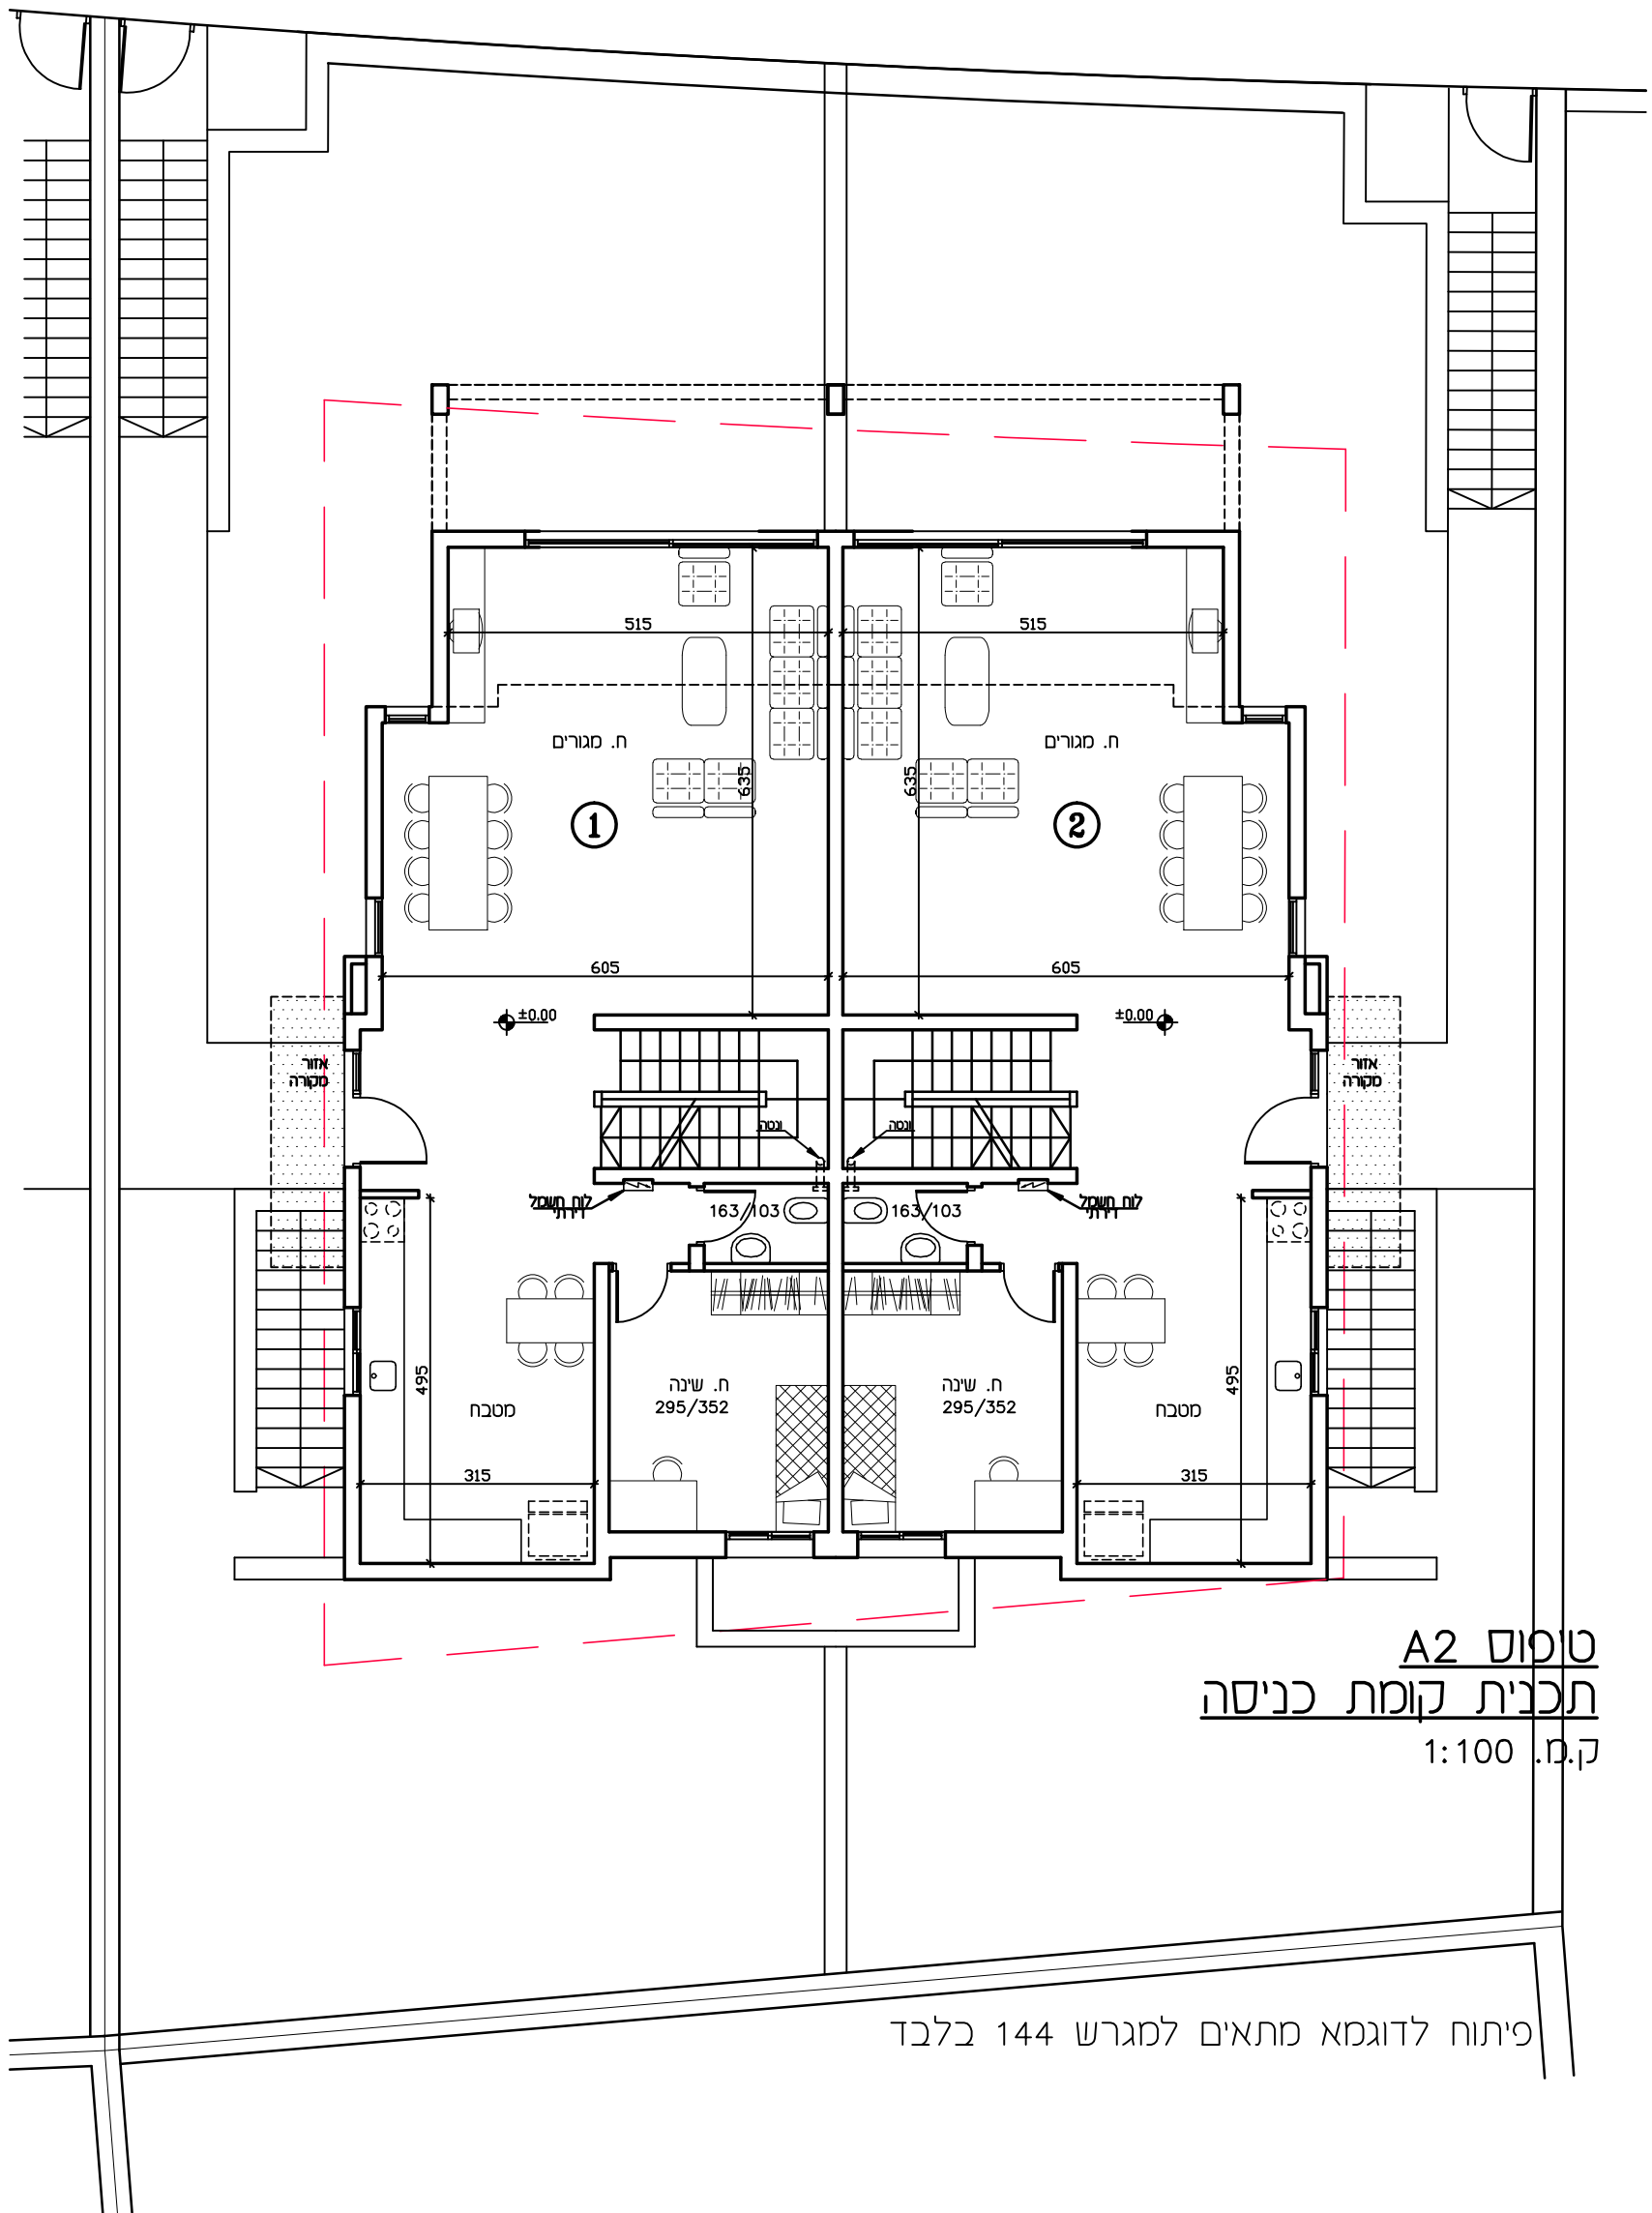 515
515
ח. מגורים
ח. מגורים
635
635
1
2
605
605
±0.00
±0.00
אזור
מקורה
אזור
מקורה
ונטה
ונטה
לוח חשמל
דירתי
לוח חשמל
דירתי
163/103
163/103
495
495
ח. שינה
295/352
ח. שינה
295/352
מטבח
מטבח
315
315
טיפוס A2
תכנית קומת כניסה
ק.מ. 1:100
פיתוח לדוגמא מתאים למגרש 144 בלבד